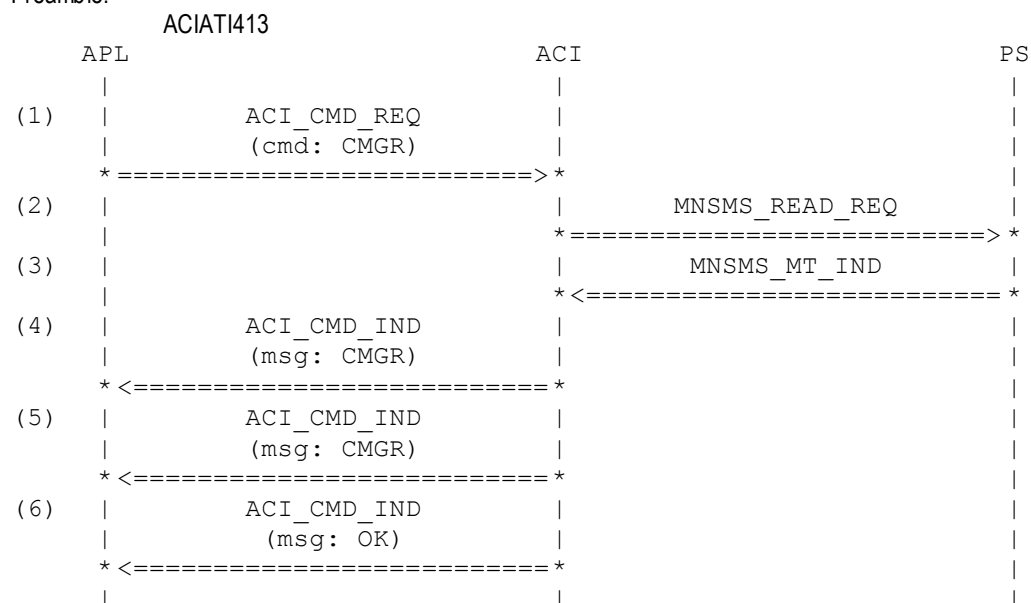 Preamble:
ACIATI413
APL ACI PS
| | |
(1) | ACI_CMD_REQ | |
| (cmd: CMGR) | |
*==========================>* |
(2) | | MNSMS_READ_REQ |
| *==========================>*
(3) | | MNSMS_MT_IND |
| *<==========================*
(4) | ACI_CMD_IND | |
| (msg: CMGR) | |
*<==========================* |
(5) | ACI_CMD_IND | |
| (msg: CMGR) | |
*<==========================* |
(6) | ACI_CMD_IND | |
| (msg: OK) | |
*<==========================* |
| | |